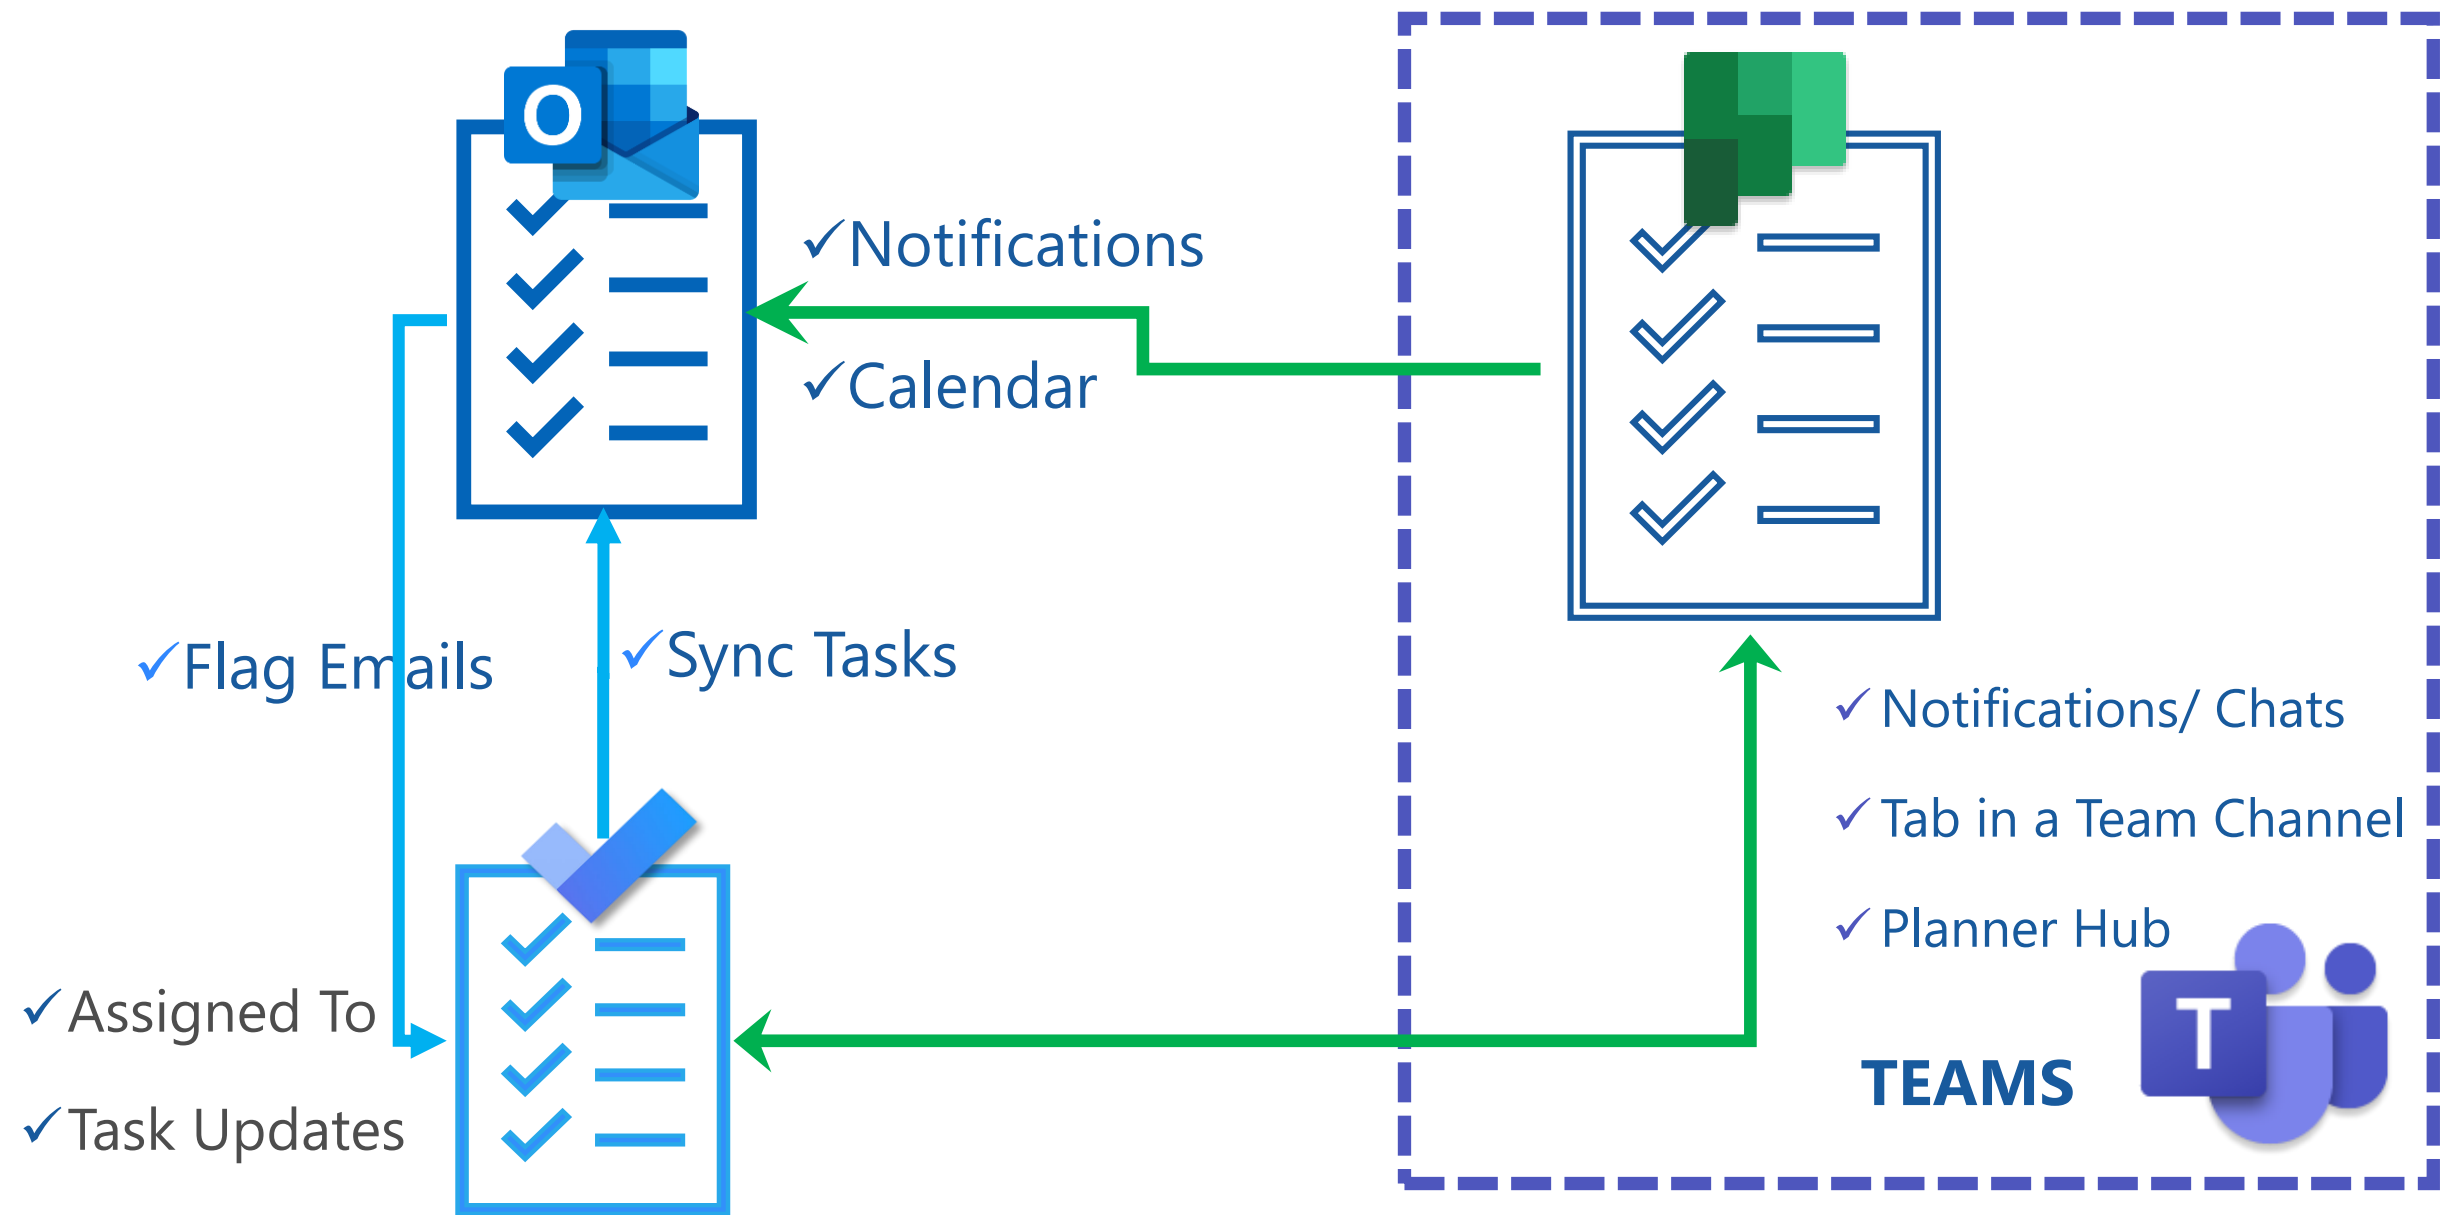 O
Notifications
Calendar
Flag Emails
Sync Tasks
Notifications/ Chats
Tab in a Team Channel
Planner Hub
Assigned To
Task Updates
TEAMS
T